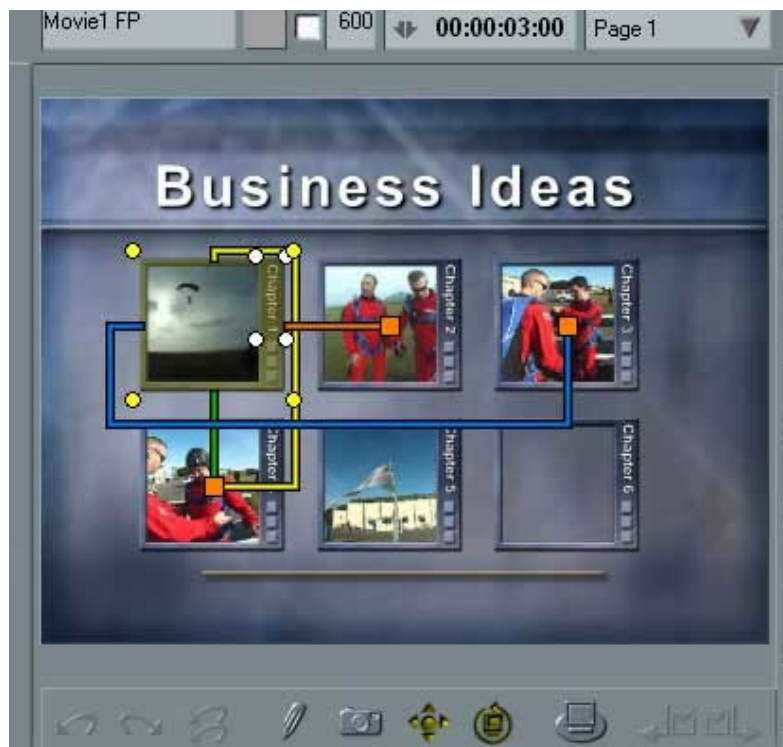 Movie1 FP 600 00:00:03:00 Page 1
Business Ideas
Chapter 1
Chapter 2
Chapter 3
Chapter
Chapter 5
Chapter 6